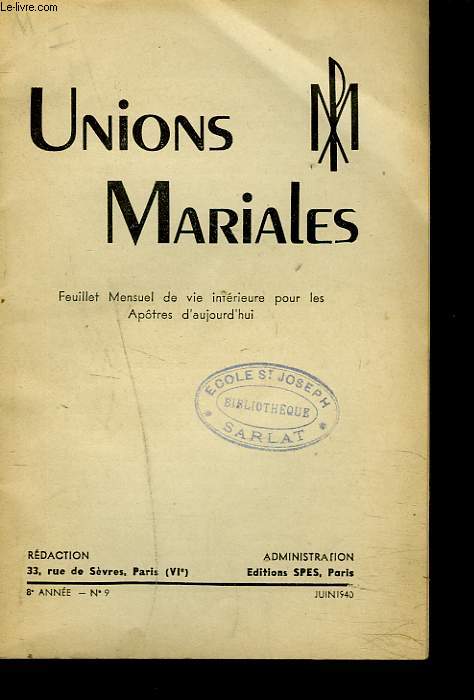 Le-livre.com
UNIONS
MARIALES
Feuillet Mensuel de vie intérieure pour les
Apôtres d'aujourd'hui
ECOLE ST JOSEPH
BIBLIOTHEQUE
SARLAT
RÉDACTION
33, rue de Sèvres, Paris (VIe)
ADMINISTRATION
Editions SPES, Paris
8e ANNÉE — N° 9
JUIN 1940